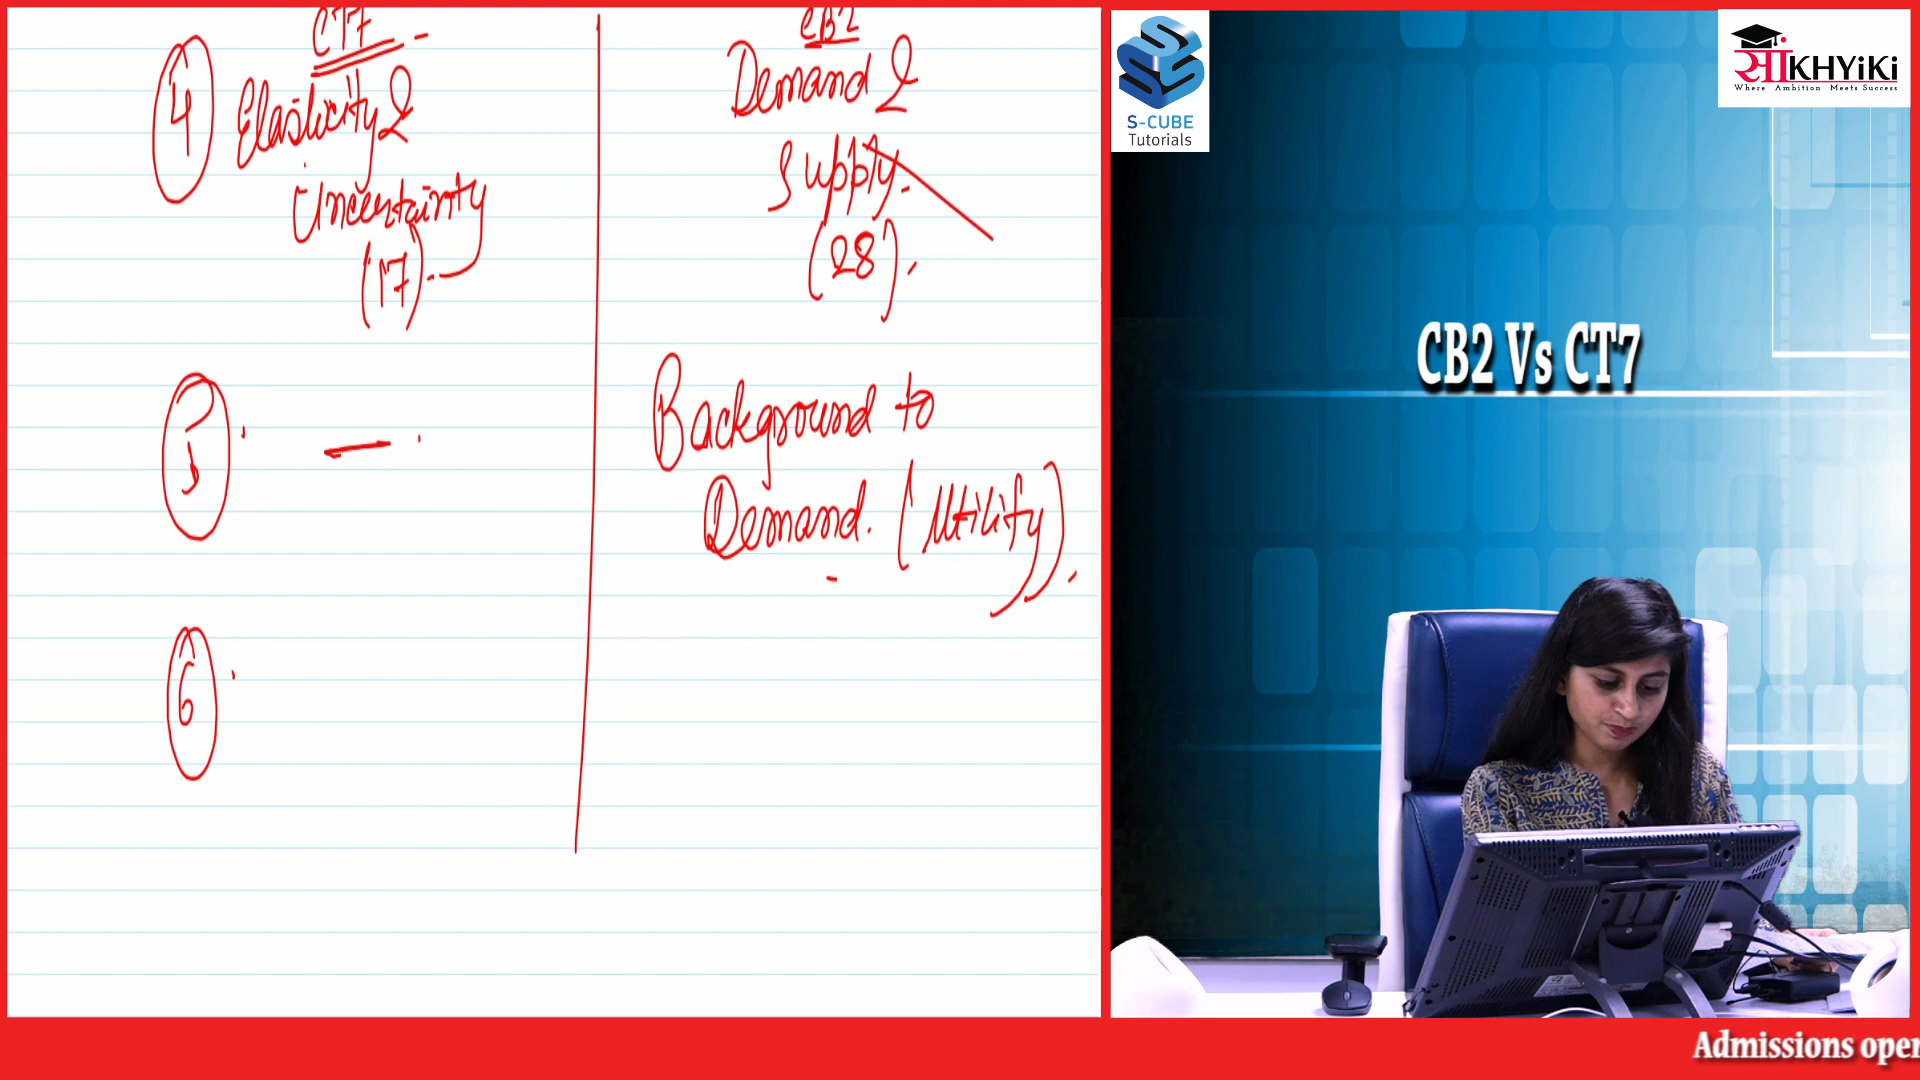 CT7
CB2
4
Elasticity &
Uncertainity
(17).
Demand &
Supply.
(28).
5
—
Background to
Demand. (Utility).
6
S-CUBE
Tutorials
सांKHYiKi
Where Ambition Meets Success
CB2 Vs CT7
Admissions oper